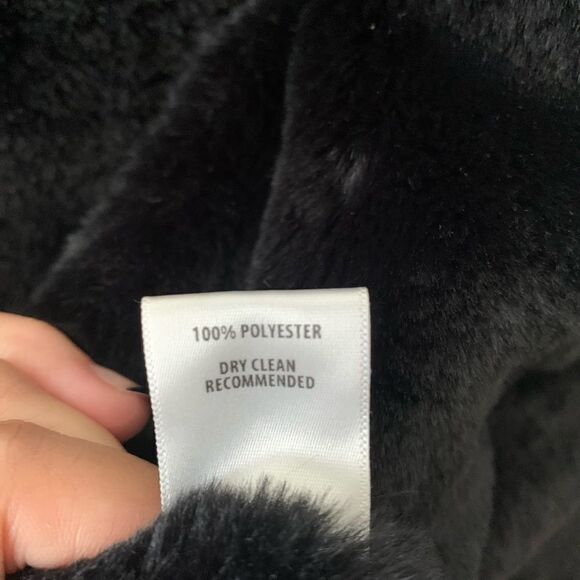 100% POLYESTER
DRY CLEAN
RECOMMENDED